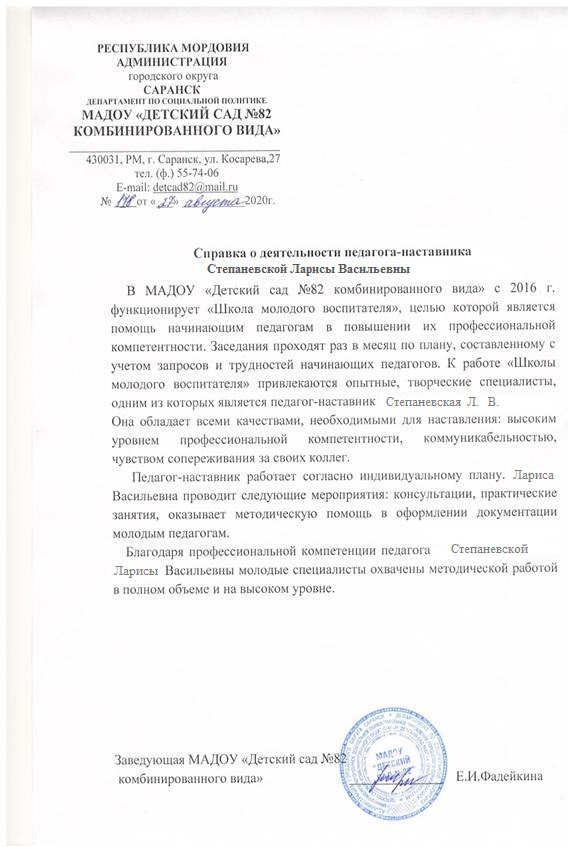 РЕСПУБЛИКА МОРДОВИЯ
АДМИНИСТРАЦИЯ
городского округа
САРАНСК
ДЕПАРТАМЕНТ ПО СОЦИАЛЬНОЙ ПОЛИТИКЕ
МАДОУ «ДЕТСКИЙ САД №82
КОМБИНИРОВАННОГО ВИДА»
430031, РМ, г. Саранск, ул. Косарева,27
тел. (ф.) 55-74-06
E-mail: detcad82@mail.ru
№ 178 от « 27» августа 2020г.
Справка о деятельности педагога-наставника
Степаневской Ларисы Васильевны
В МАДОУ «Детский сад №82 комбинированного вида» с 2016 г.
функционирует «Школа молодого воспитателя», целью которой является
помощь начинающим педагогам в повышении их профессиональной
компетентности. Заседания проходят раз в месяц по плану, составленному с
учетом запросов и трудностей начинающих педагогов. К работе «Школы
молодого воспитателя» привлекаются опытные, творческие специалисты,
одним из которых является педагог-наставник Степаневская Л. В.
Она обладает всеми качествами, необходимыми для наставления: высоким
уровнем профессиональной компетентности, коммуникабельностью,
чувством сопереживания за своих коллег.
Педагог-наставник работает согласно индивидуальному плану. Лариса
Васильевна проводит следующие мероприятия: консультации, практические
занятия, оказывает методическую помощь в оформлении документации
молодым педагогам.
Благодаря профессиональной компетенции педагога Степаневской
Ларисы Васильевны молодые специалисты охвачены методической работой
в полном объеме и на высоком уровне.
Заведующая МАДОУ «Детский сад №82
комбинированного вида» Е.И.Фадейкина
МАДОУ
"ДЕТСКИЙ